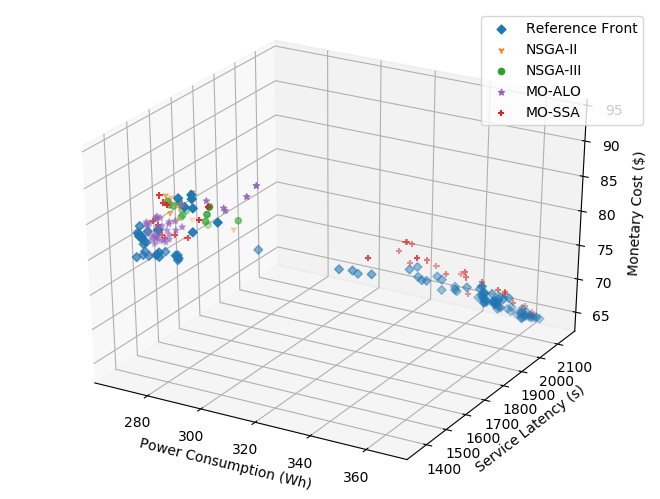 Reference Front
NSGA-II
NSGA-III
MO-ALO
MO-SSA
95
90
85
80
75
70
65
Monetary Cost ($)
2100
2000
1900
1800
1700
1600
1500
1400
Service Latency (s)
280
300
320
340
360
Power Consumption (Wh)